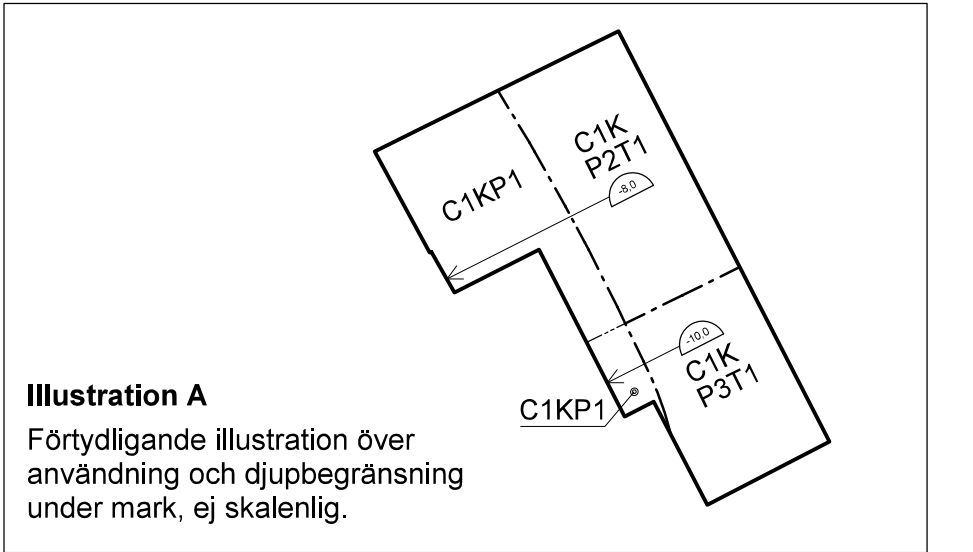 C1K
P2T1
C1KP1
-8,0
-10,0
C1K
P3T1
C1KP1
Illustration A
Förtydligande illustration över
användning och djupbegränsning
under mark, ej skalenlig.